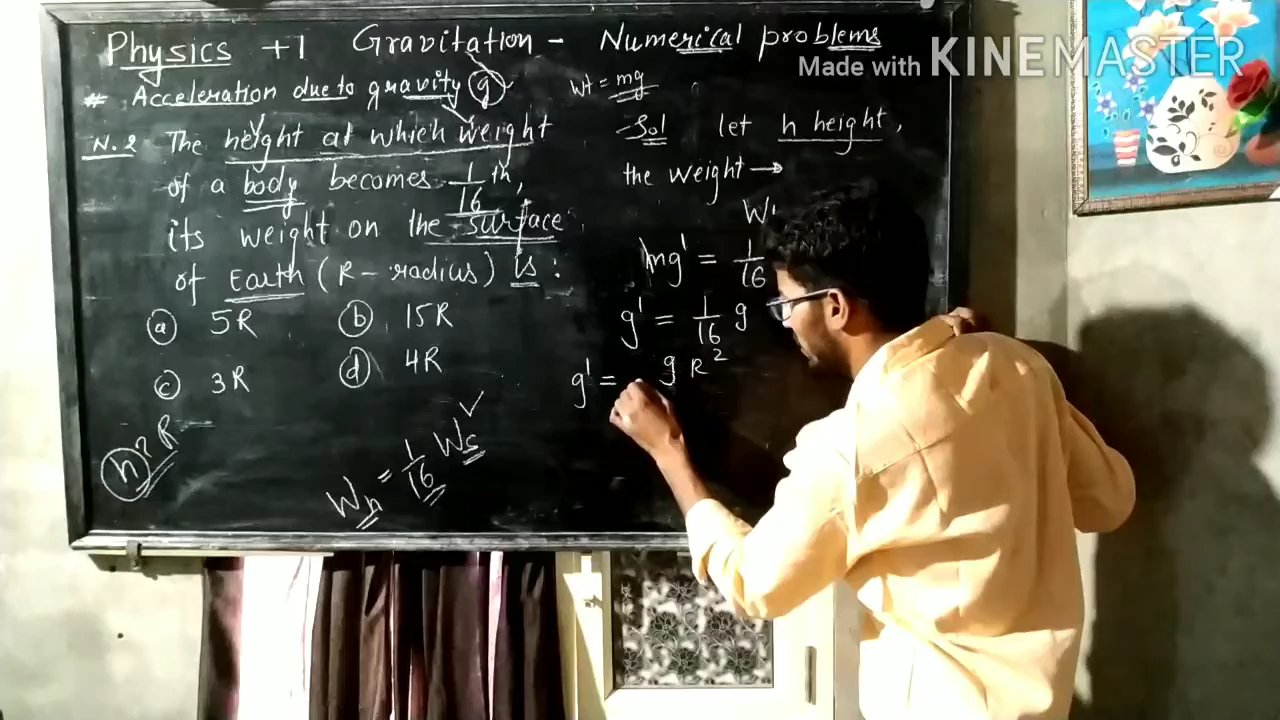 Physics +1 Gravitation - Numerical problems
Made with KINEMASTER
# Acceleration due to gravity g
wt = mg
N.2 The height at which weight
of a body becomes 1/16 th,
its weight on the surface
of Earth (R - radius) is :
(a) 5R (b) 15R
(c) 3R (d) 4R
h ? R
Wh = 1/16 Ws ✓
Sol let h height,
the weight →
W'
mg' = 1/16
g' = 1/16 g
g' = g R²